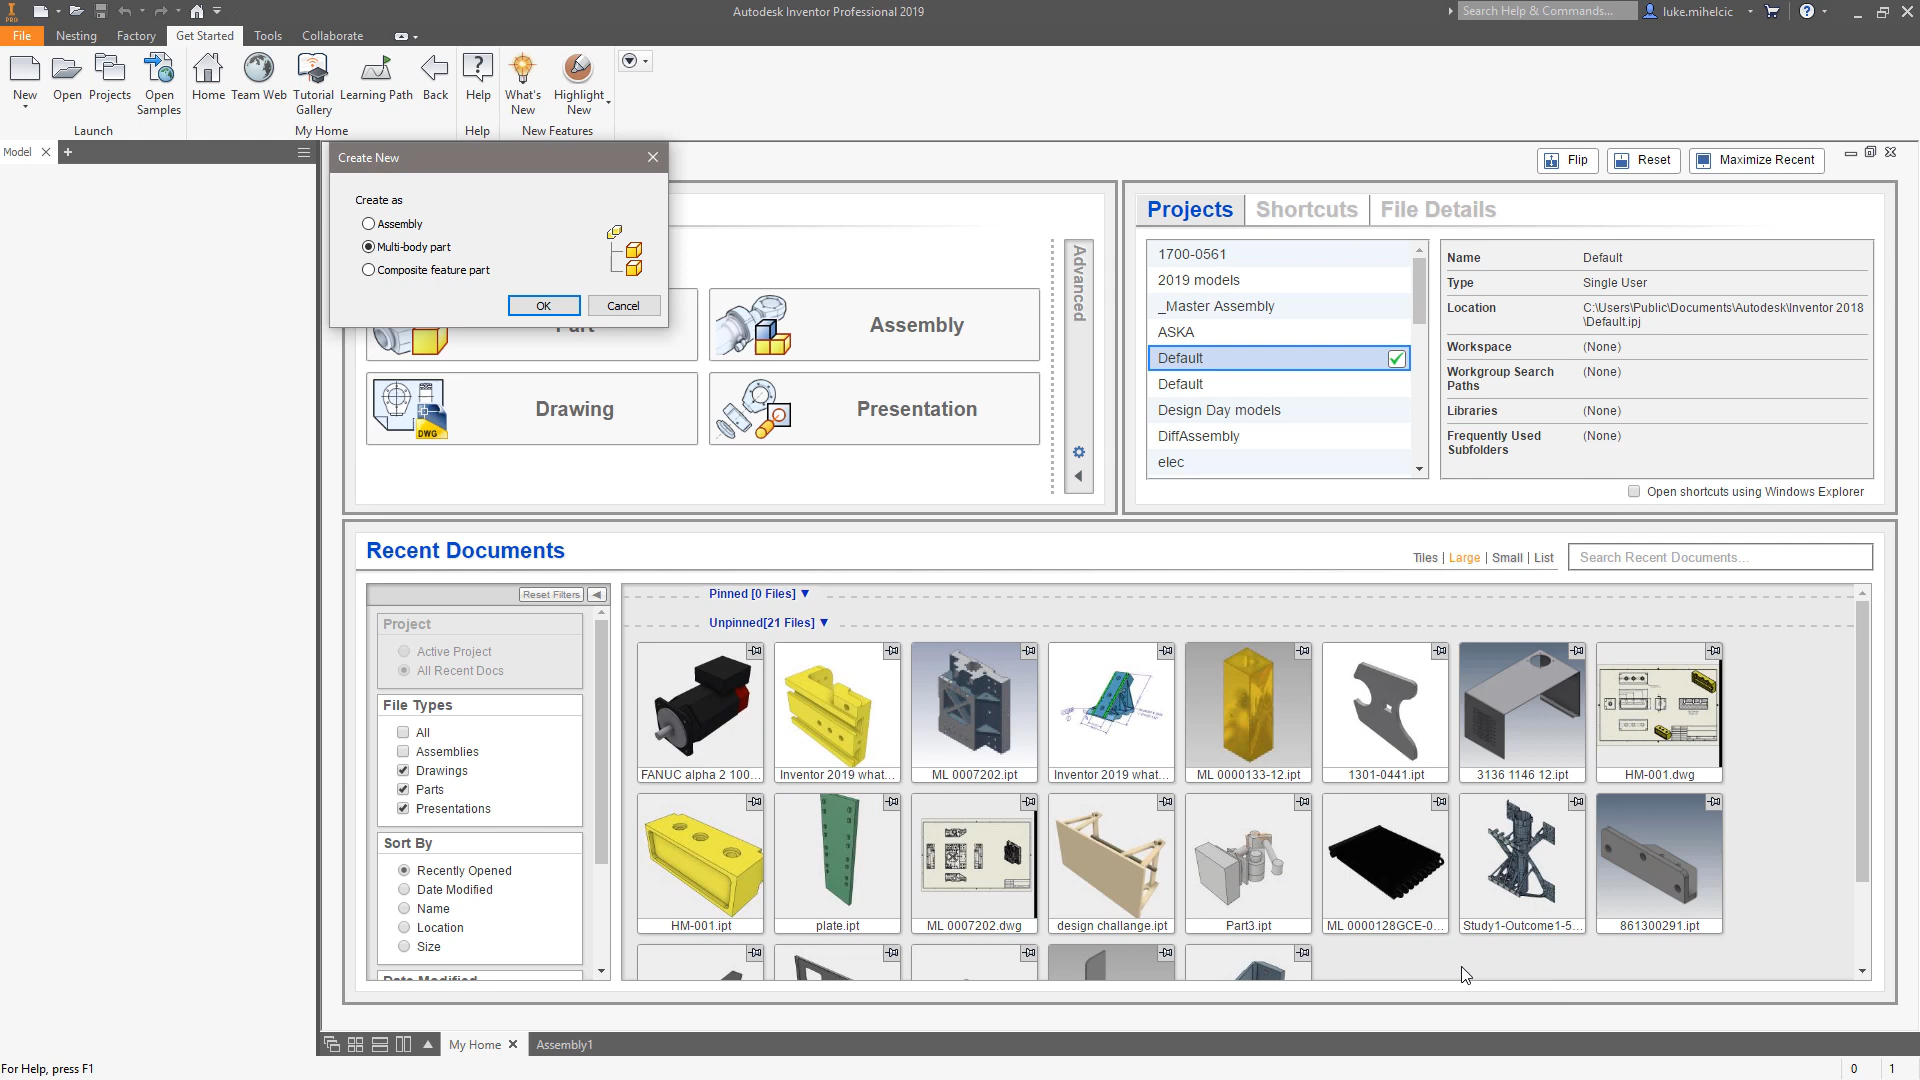 PRO
Autodesk Inventor Professional 2019
Search Help & Commands...
luke.mihelcic
File
Nesting
Factory
Get Started
Tools
Collaborate
New
Open
Projects
Open
Samples
Home
Team Web
Tutorial
Gallery
Learning Path
Back
Help
What's
New
Highlight
New
Launch
My Home
Help
New Features
Model
Create New
Create as
Assembly
Multi-body part
Composite feature part
OK
Cancel
Flip
Reset
Maximize Recent
Part
Assembly
Drawing
DWG
Presentation
Advanced
Projects
Shortcuts
File Details
1700-0561
2019 models
_Master Assembly
ASKA
Default
Default
Design Day models
DiffAssembly
elec
Name Default
Type Single User
Location C:\Users\Public\Documents\Autodesk\Inventor 2018
\Default.ipj
Workspace (None)
Workgroup Search (None)
Paths
Libraries (None)
Frequently Used (None)
Subfolders
Open shortcuts using Windows Explorer
Recent Documents
Tiles | Large | Small | List
Search Recent Documents...
Reset Filters
Project
Active Project
All Recent Docs
File Types
All
Assemblies
Drawings
Parts
Presentations
Sort By
Recently Opened
Date Modified
Name
Location
Size
Date Modified
Pinned [0 Files]
Unpinned[21 Files]
FANUC alpha 2 100...
Inventor 2019 what...
ML 0007202.ipt
Inventor 2019 what...
ML 0000133-12.ipt
1301-0441.ipt
3136 1146 12.ipt
HM-001.dwg
HM-001.ipt
plate.ipt
ML 0007202.dwg
design challange.ipt
Part3.ipt
ML 0000128GCE-0...
Study1-Outcome1-5...
861300291.ipt
My Home
Assembly1
For Help, press F1
0
1